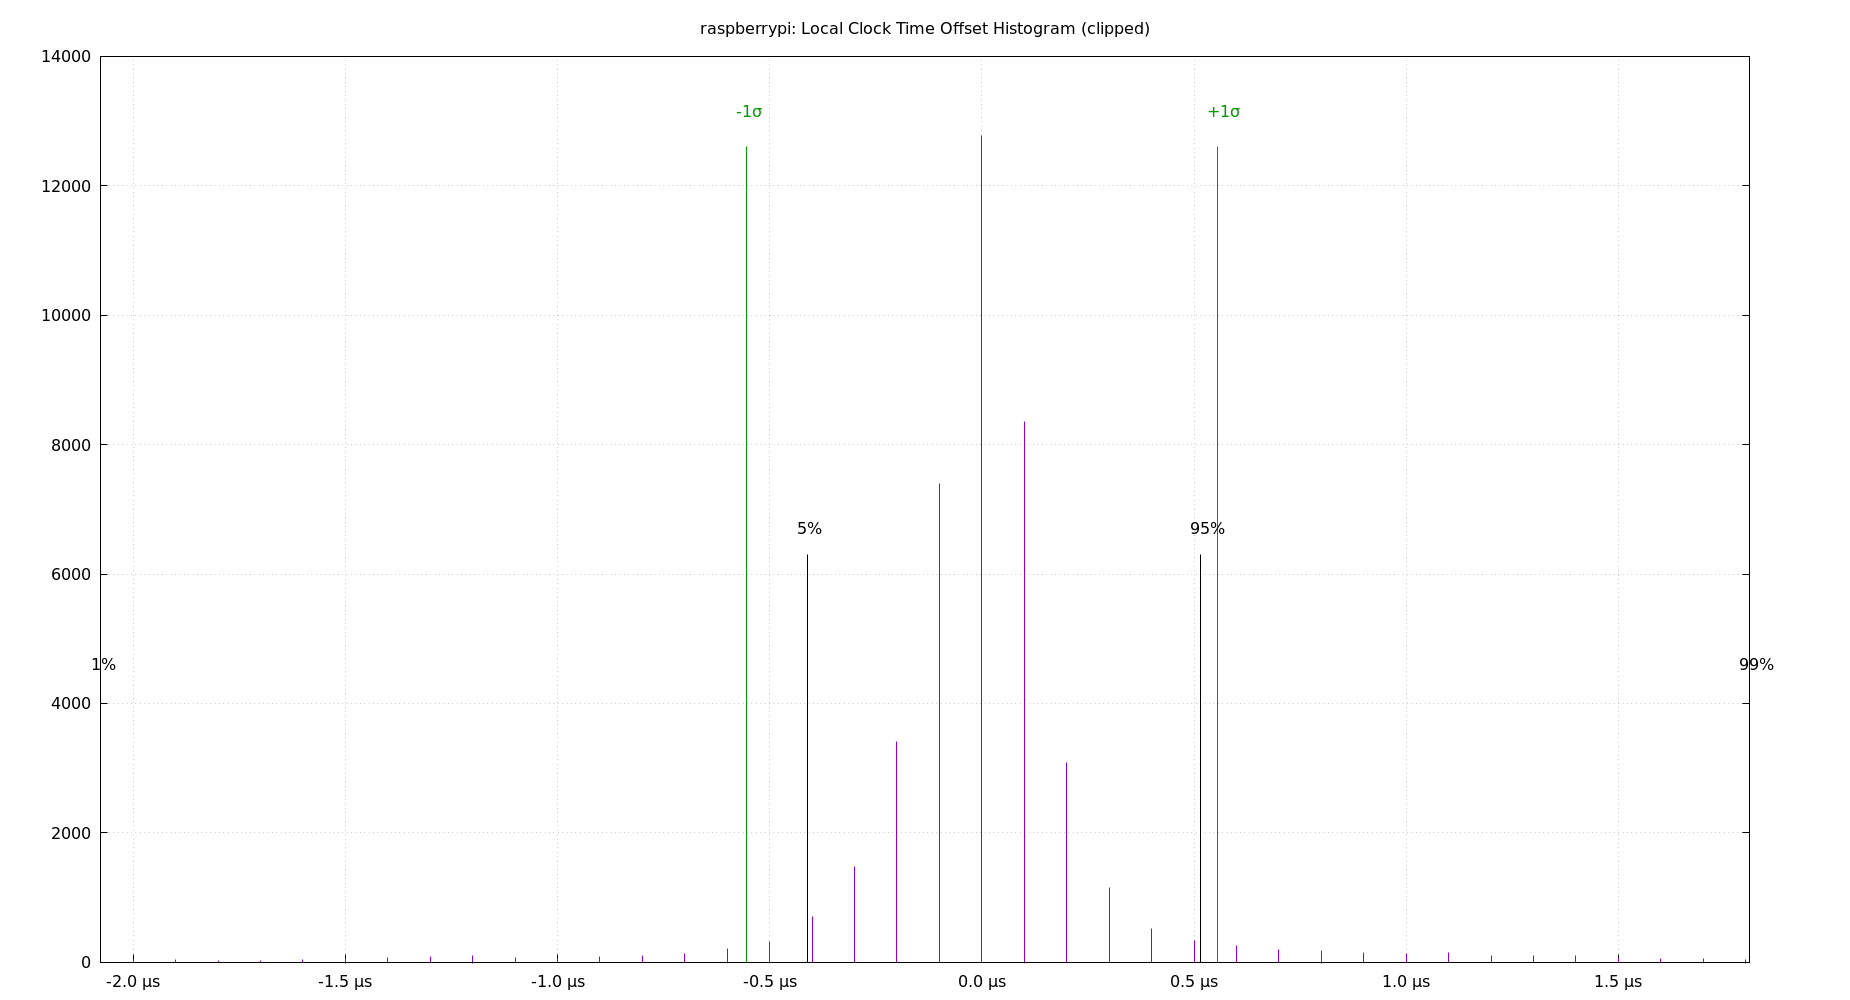 raspberrypi: Local Clock Time Offset Histogram (clipped)
14000
-1σ
+1σ
12000
10000
8000
5%
95%
6000
1%
99%
4000
2000
0
-2.0 µs
-1.5 µs
-1.0 µs
-0.5 µs
0.0 µs
0.5 µs
1.0 µs
1.5 µs